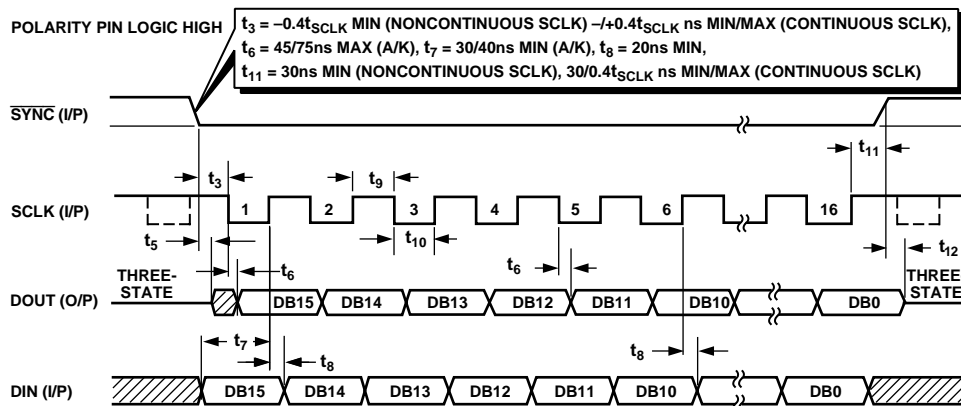 POLARITY PIN LOGIC HIGH
t3 = –0.4tSCLK MIN (NONCONTINUOUS SCLK) –/+0.4tSCLK ns MIN/MAX (CONTINUOUS SCLK),
t6 = 45/75ns MAX (A/K), t7 = 30/40ns MIN (A/K), t8 = 20ns MIN,
t11 = 30ns MIN (NONCONTINUOUS SCLK), 30/0.4tSCLK ns MIN/MAX (CONTINUOUS SCLK)
SYNC (I/P)
t11
t3 t9
SCLK (I/P) 1 2 3 4 5 6 16
t10
t5 t6 t6 t12
THREE-STATE THREE-STATE
DOUT (O/P) DB15 DB14 DB13 DB12 DB11 DB10 DB0
t7 t8 t8
DIN (I/P) DB15 DB14 DB13 DB12 DB11 DB10 DB0